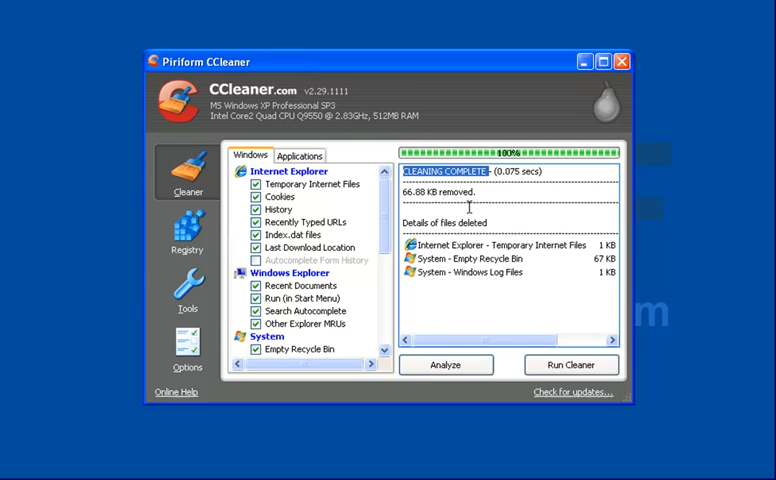 Piriform CCleaner
CCleaner.com v2.29.1111
MS Windows XP Professional SP3
Intel Core2 Quad CPU Q9550 @ 2.83GHz, 512MB RAM
Cleaner
Registry
Tools
Options
Windows
Applications
Internet Explorer
Temporary Internet Files
Cookies
History
Recently Typed URLs
Index.dat files
Last Download Location
Autocomplete Form History
Windows Explorer
Recent Documents
Run (in Start Menu)
Search Autocomplete
Other Explorer MRUs
System
Empty Recycle Bin
100%
CLEANING COMPLETE - (0.075 secs)
66.88 KB removed.
Details of files deleted
Internet Explorer - Temporary Internet Files 1 KB
System - Empty Recycle Bin 67 KB
System - Windows Log Files 1 KB
Analyze
Run Cleaner
Online Help
Check for updates...